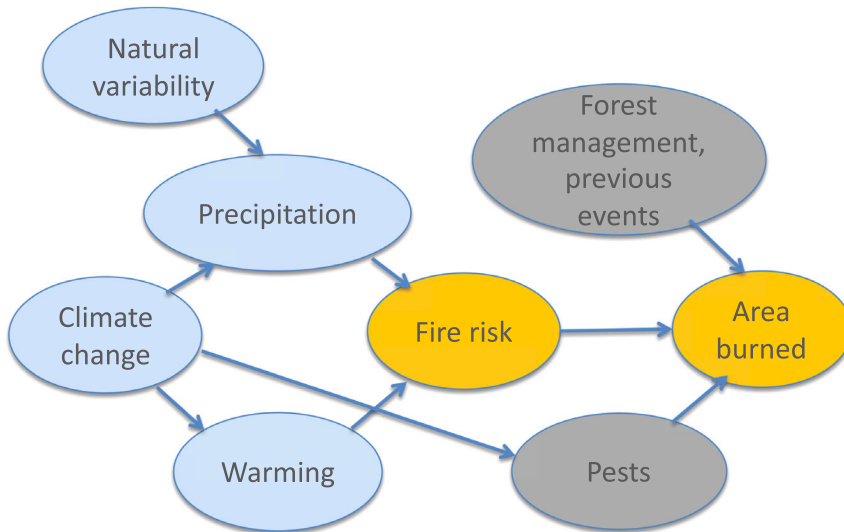 Natural
variability
Forest
management,
previous
events
Precipitation
Climate
change
Fire risk
Area
burned
Warming
Pests